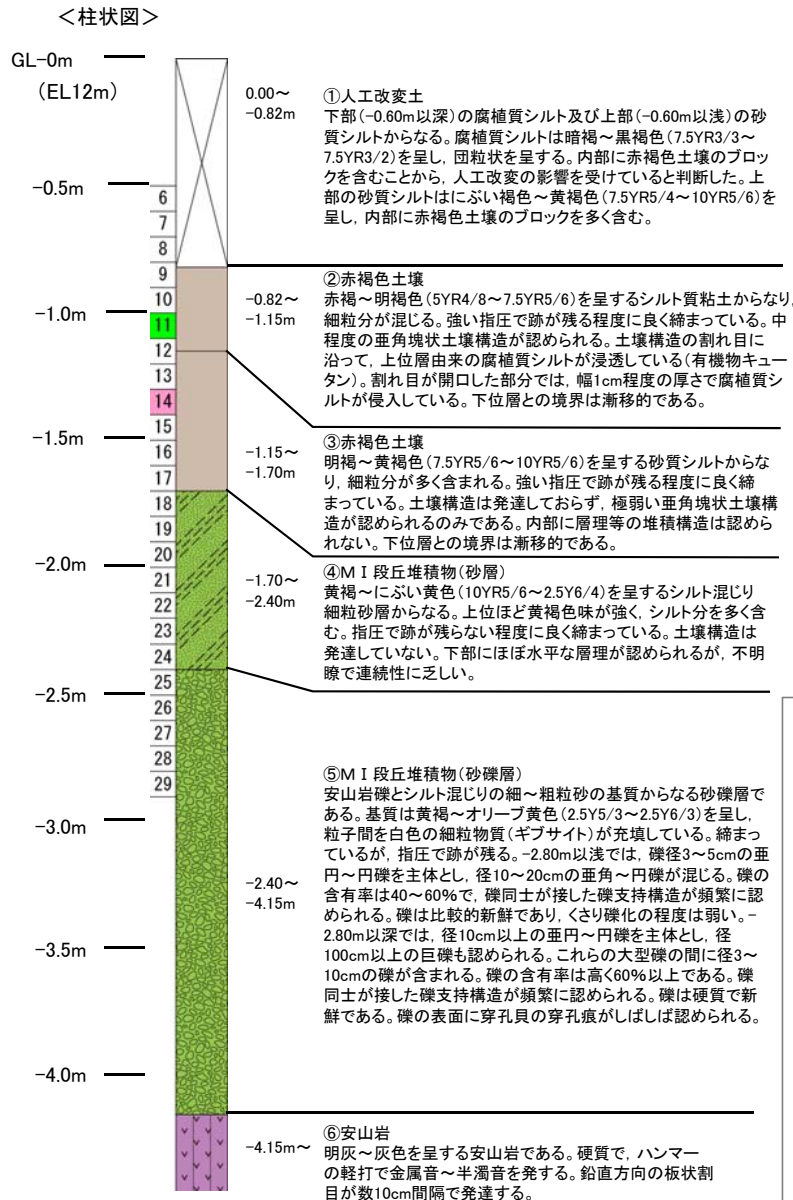 ＜柱状図＞
GL-0m
（EL12m）
-0.5m
-1.0m
-1.5m
-2.0m
-2.5m
-3.0m
-3.5m
-4.0m
6
7
8
9
10
11
12
13
14
15
16
17
18
19
20
21
22
23
24
25
26
27
28
29
0.00～
-0.82m
①人工改変土
下部（-0.60m以深）の腐植質シルト及び上部（-0.60m以浅）の砂
質シルトからなる。腐植質シルトは暗褐～黒褐色（7.5YR3/3～
7.5YR3/2）を呈し，団粒状を呈する。内部に赤褐色土壌のブロッ
クを含むことから，人工改変の影響を受けていると判断した。上
部の砂質シルトはにぶい褐色～黄褐色（7.5YR5/4～10YR5/6）を
呈し，内部に赤褐色土壌のブロックを多く含む。
-0.82～
-1.15m
②赤褐色土壌
赤褐～明褐色（5YR4/8～7.5YR5/6）を呈するシルト質粘土からなり，
細粒分が混じる。強い指圧で跡が残る程度に良く締まっている。中
程度の亜角塊状土壌構造が認められる。土壌構造の割れ目に
沿って，上位層由来の腐植質シルトが浸透している（有機物キュー
タン）。割れ目が開口した部分では，幅1cm程度の厚さで腐植質シ
ルトが侵入している。下位層との境界は漸移的である。
-1.15～
-1.70m
③赤褐色土壌
明褐～黄褐色（7.5YR5/6～10YR5/6）を呈する砂質シルトからな
り，細粒分が多く含まれる。強い指圧で跡が残る程度に良く締
まっている。土壌構造は発達しておらず，極弱い亜角塊状土壌構
造が認められるのみである。内部に層理等の堆積構造は認めら
れない。下位層との境界は漸移的である。
-1.70～
-2.40m
④ＭⅠ段丘堆積物（砂層）
黄褐～にぶい黄色（10YR5/6～2.5Y6/4）を呈するシルト混じり
細粒砂層からなる。上位ほど黄褐色味が強く，シルト分を多く含
む。指圧で跡が残らない程度に良く締まっている。土壌構造は
発達していない。下部にほぼ水平な層理が認められるが，不明
瞭で連続性に乏しい。
-2.40～
-4.15m
⑤ＭⅠ段丘堆積物（砂礫層）
安山岩礫とシルト混じりの細～粗粒砂の基質からなる砂礫層で
ある。基質は黄褐～オリーブ黄色（2.5Y5/3～2.5Y6/3）を呈し，
粒子間を白色の細粒物質（ギブサイト）が充填している。締まっ
ているが，指圧で跡が残る。-2.80m以浅では，礫径3～5cmの亜
円～円礫を主体とし，径10～20cmの亜角～円礫が混じる。礫の
含有率は40～60％で，礫同士が接した礫支持構造が頻繁に認
められる。礫は比較的新鮮であり，くさり礫化の程度は弱い。-
2.80m以深では，径10cm以上の亜円～円礫を主体とし，径
100cm以上の巨礫も認められる。これらの大型礫の間に径3～
10cmの礫が含まれる。礫の含有率は高く60％以上である。礫
同士が接した礫支持構造が頻繁に認められる。礫は硬質で新
鮮である。礫の表面に穿孔貝の穿孔痕がしばしば認められる。
-4.15m～
⑥安山岩
明灰～灰色を呈する安山岩である。硬質で，ハンマー
の軽打で金属音～半濁音を発する。鉛直方向の板状割
目が数10cm間隔で発達する。